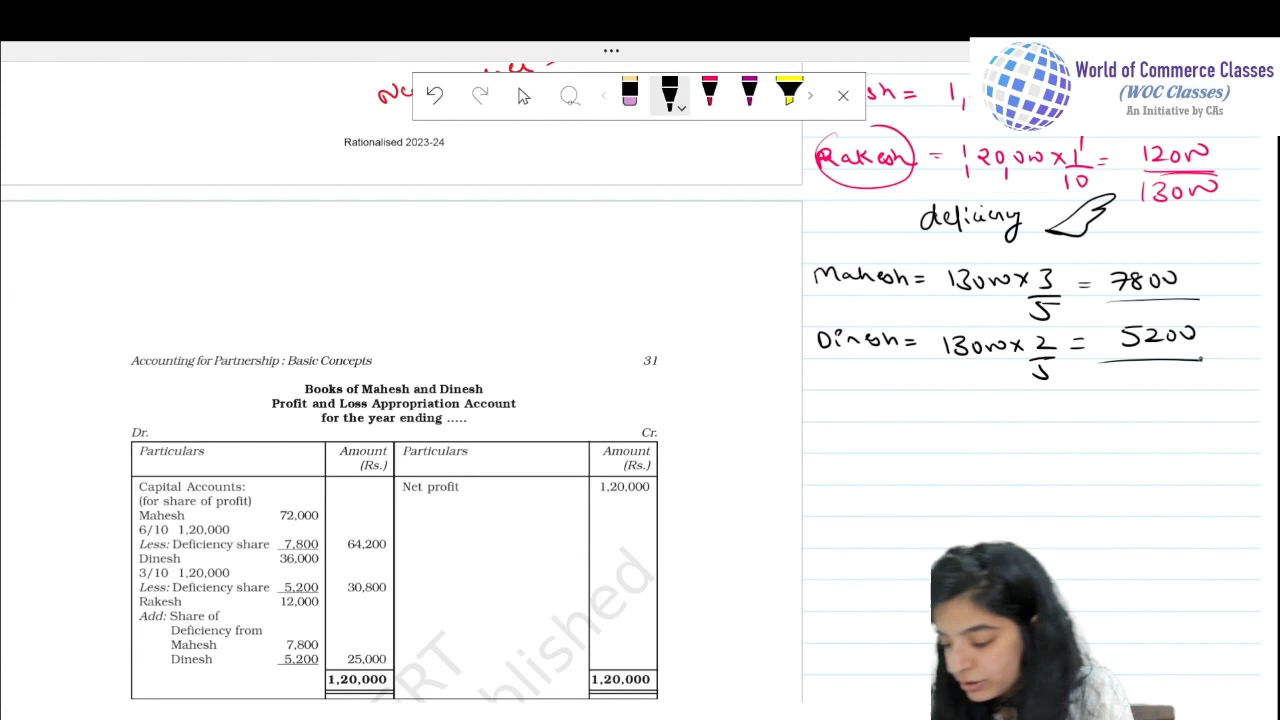 World of Commerce Classes
(WOC Classes)
An Initiative by CAs
Rationalised 2023-24
Rakesh = 1,20,000 x 1/10 = 12000
13000
Mahesh = 13000 x 3/5 = 7800
Dinesh = 13000 x 2/5 = 5200
Accounting for Partnership : Basic Concepts 31
Books of Mahesh and Dinesh
Profit and Loss Appropriation Account
for the year ending .....
Dr. Cr.
Particulars Amount Particulars Amount
(Rs.) (Rs.)
Capital Accounts: Net profit 1,20,000
(for share of profit)
Mahesh 72,000
6/10 1,20,000
Less: Deficiency share 7,800 64,200
Dinesh 36,000
3/10 1,20,000
Less: Deficiency share 5,200 30,800
Rakesh 12,000
Add: Share of
Deficiency from
Mahesh 7,800
Dinesh 5,200 25,000
1,20,000 1,20,000